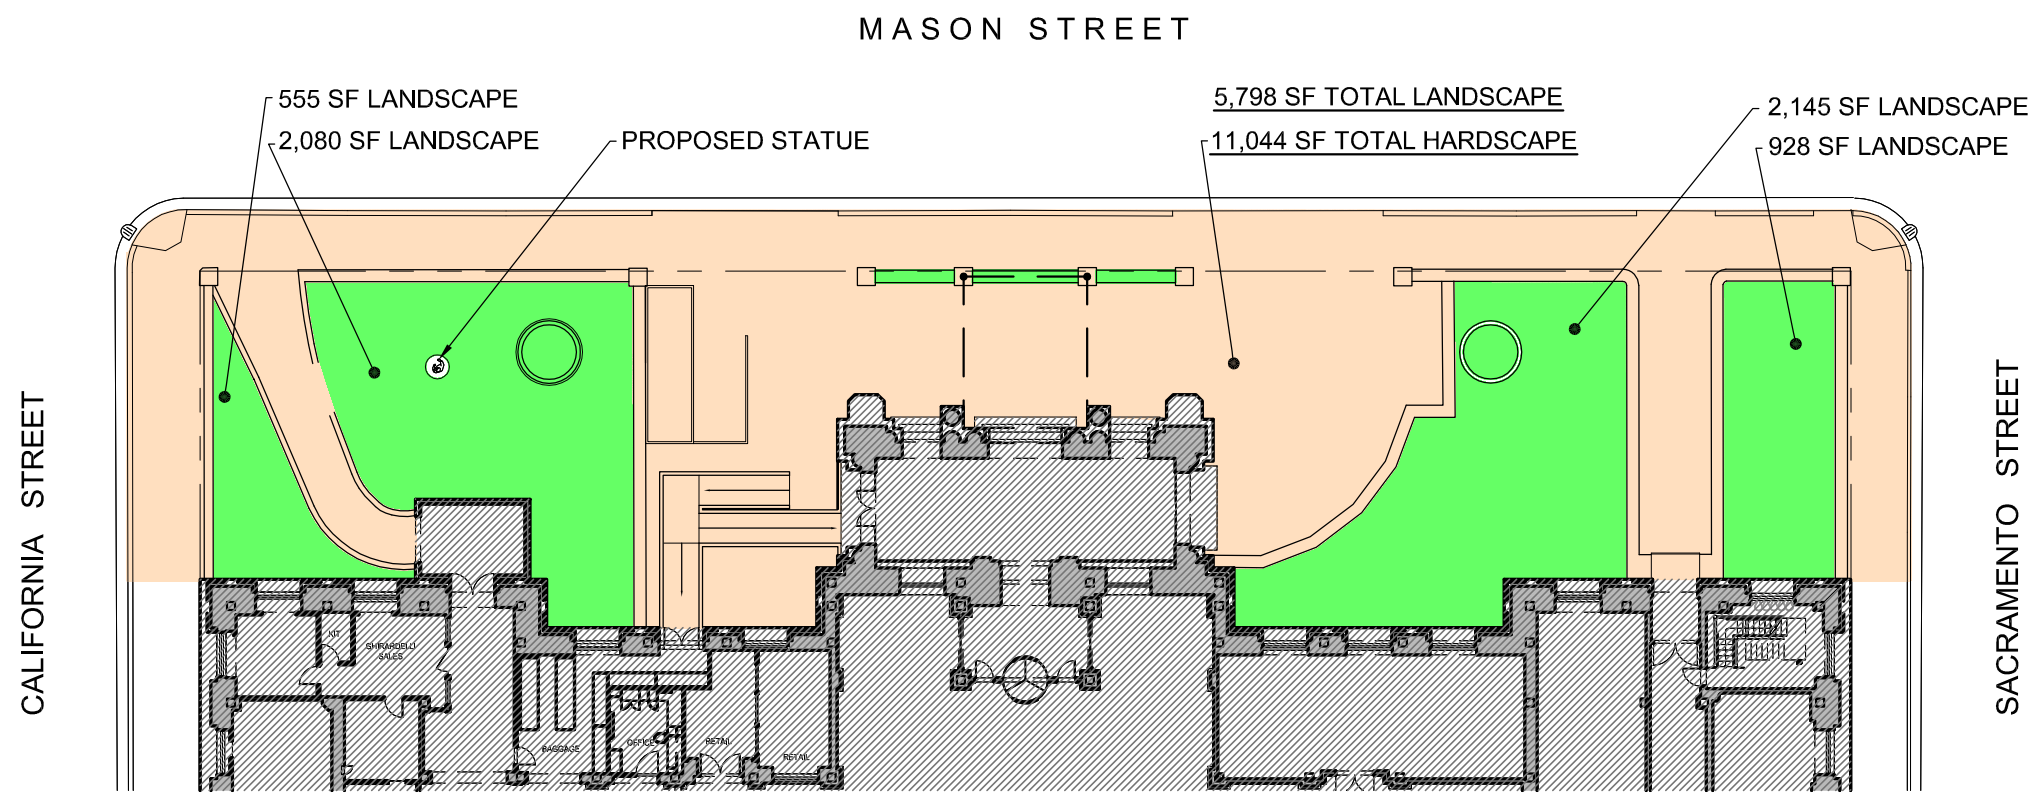 MASON STREET
555 SF LANDSCAPE
2,080 SF LANDSCAPE
PROPOSED STATUE
5,798 SF TOTAL LANDSCAPE
11,044 SF TOTAL HARDSCAPE
2,145 SF LANDSCAPE
928 SF LANDSCAPE
CALIFORNIA STREET
SACRAMENTO STREET
KIT
GHIRARDELLI
SALES
BAGGAGE
OFFICE
RETAIL
RETAIL